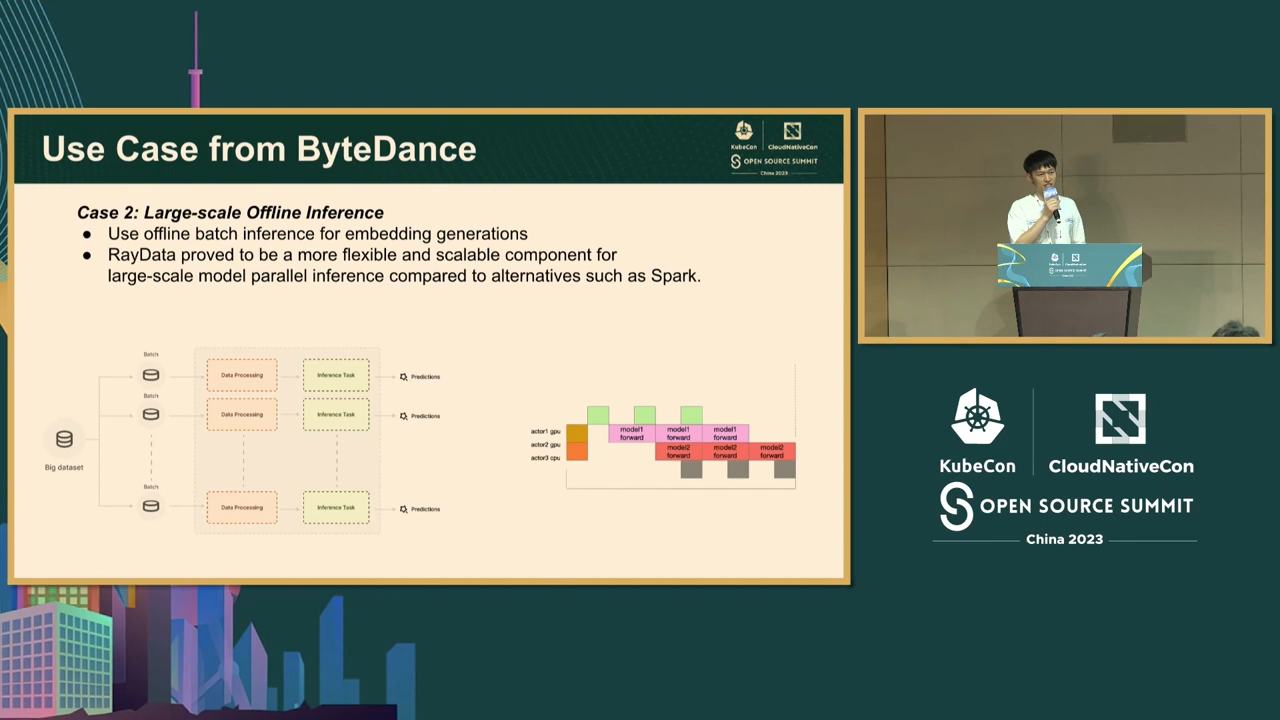 Use Case from ByteDance
KubeCon
CloudNativeCon
OPEN SOURCE SUMMIT
China 2023
Case 2: Large-scale Offline Inference
● Use offline batch inference for embedding generations
● RayData proved to be a more flexible and scalable component for
large-scale model parallel inference compared to alternatives such as Spark.
Big dataset
Batch
Data Processing
Inference Task
Predictions
Batch
Data Processing
Inference Task
Predictions
Batch
Data Processing
Inference Task
Predictions
actor1 gpu
actor2 gpu
actor3 cpu
model1 forward
model1 forward
model1 forward
model2 forward
model2 forward
model2 forward
KubeCon
CloudNativeCon
OPEN SOURCE SUMMIT
China 2023